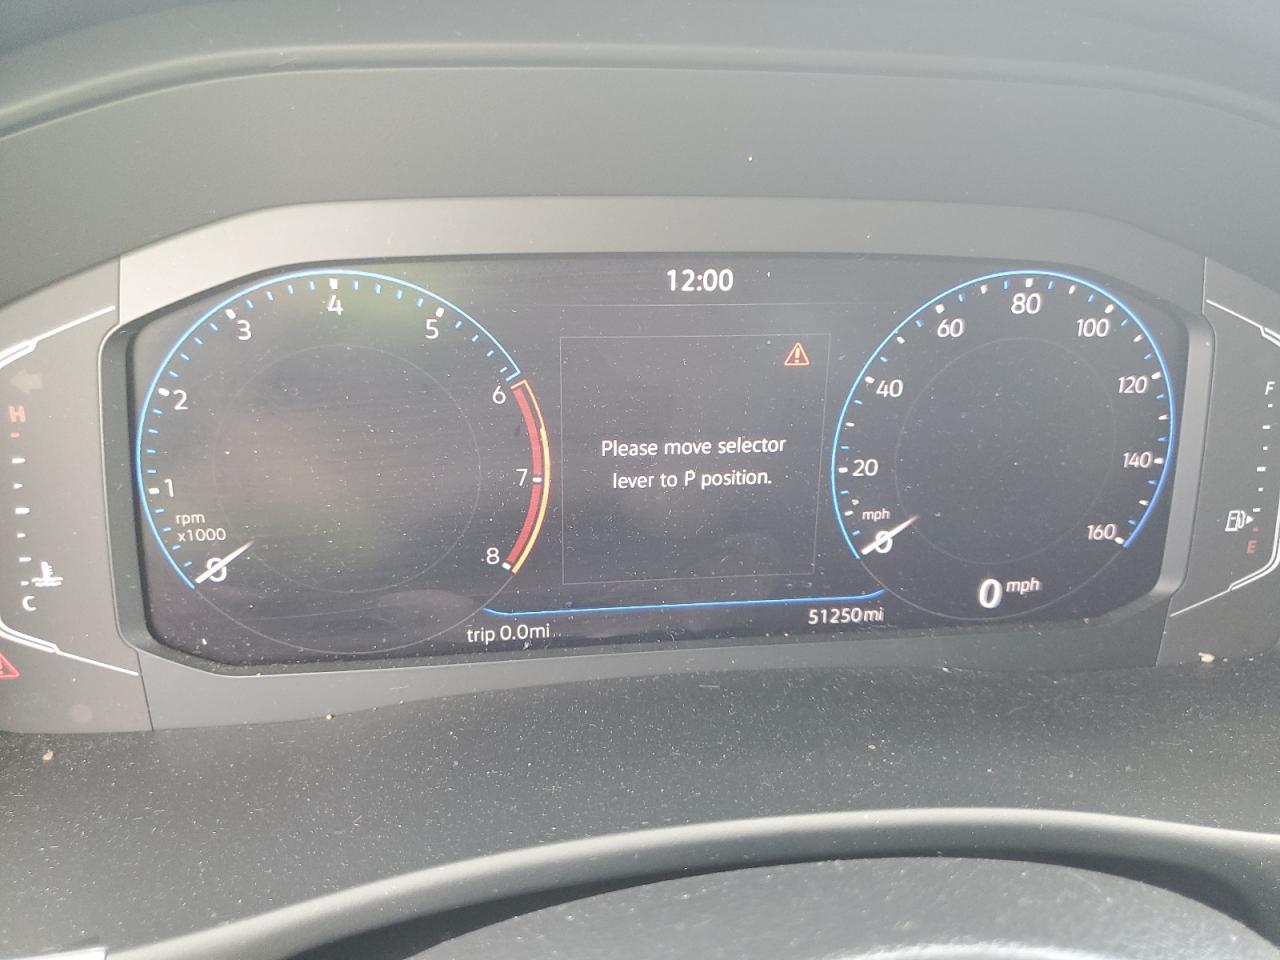 12:00
1
2
3
4
5
6
7
8
0
rpm
x1000
Please move selector
lever to P position.
0
20
40
60
80
100
120
140
160
mph
0 mph
trip 0.0mi
51250mi
H
C
F
E